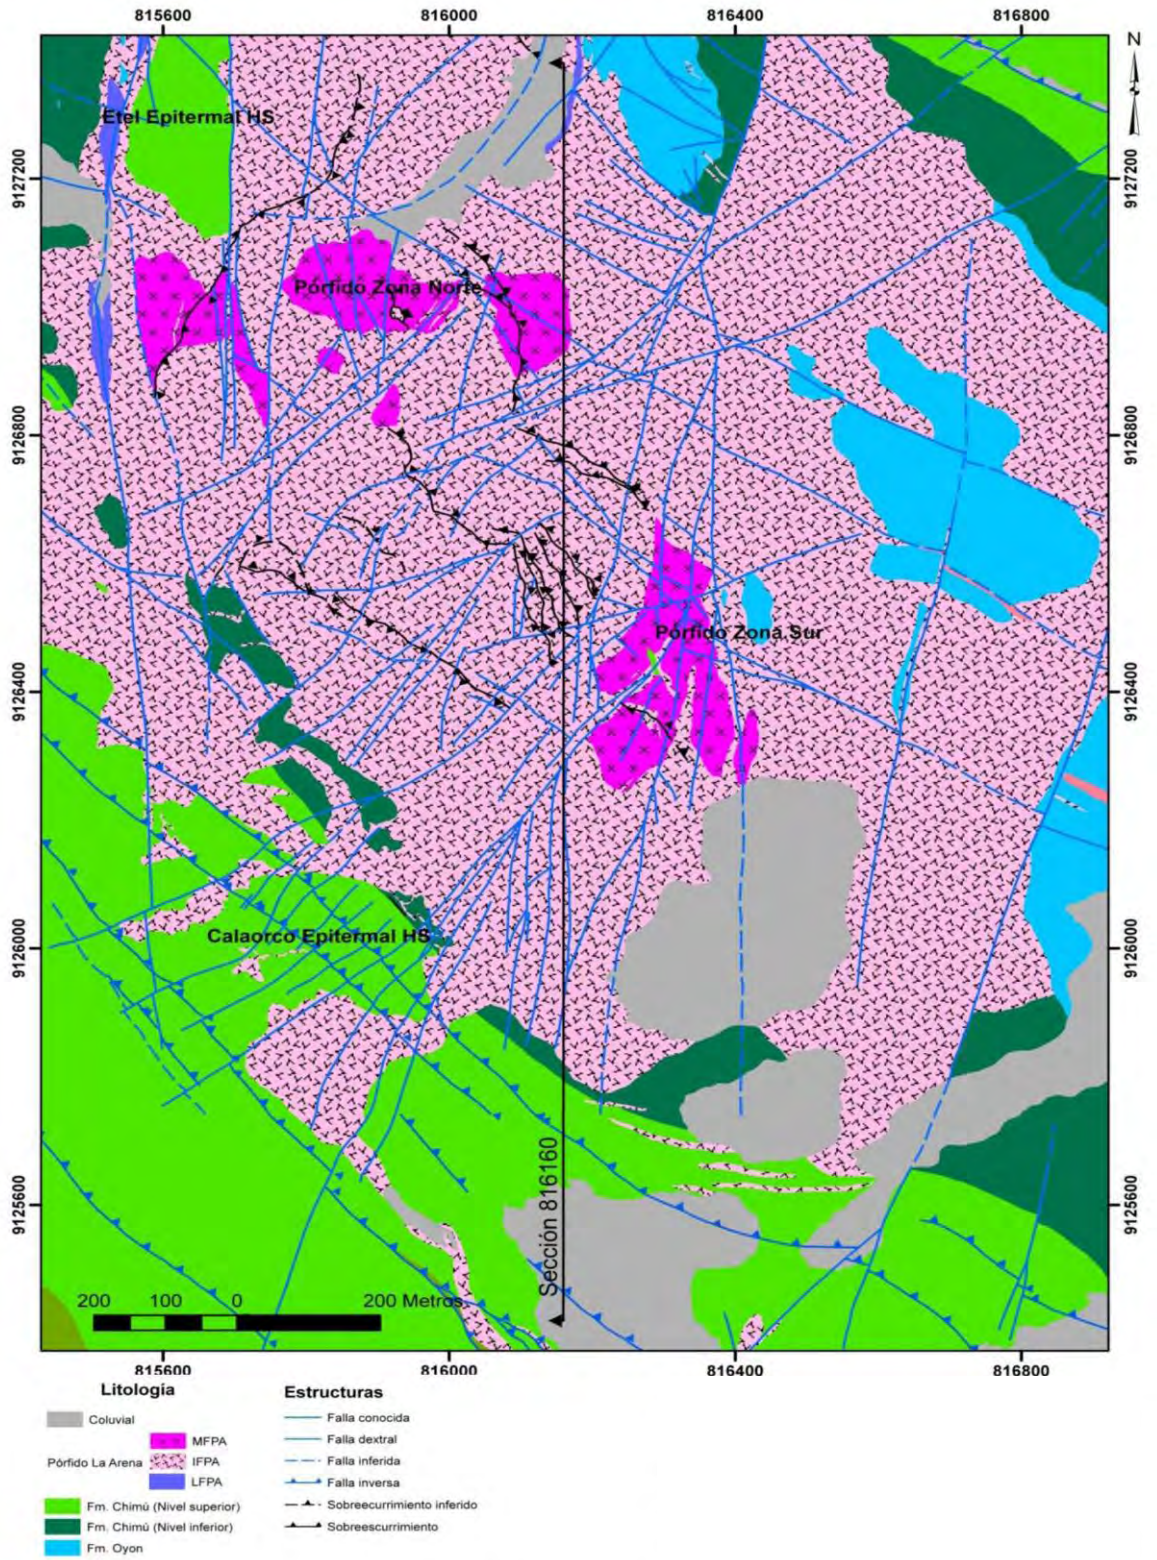 815600 816000 816400 816800
N
Etel Epitermal HS
9127200 9127200
Pórfido Zona Norte
9126800 9126800
Pórfido Zona Sur
9126400 9126400
Calaorco Epitermal HS
9126000 9126000
Sección 816160
9125600 9125600
200 100 0 200 Metros
815600 816000 816400 816800
Litología
Coluvial
MFPA
Pórfido La Arena IFPA
LFPA
Fm. Chimú (Nivel superior)
Fm. Chimú (Nivel inferior)
Fm. Oyon
Estructuras
Falla conocida
Falla dextral
Falla inferida
Falla inversa
Sobreecurrimiento inferido
Sobreescurrimiento